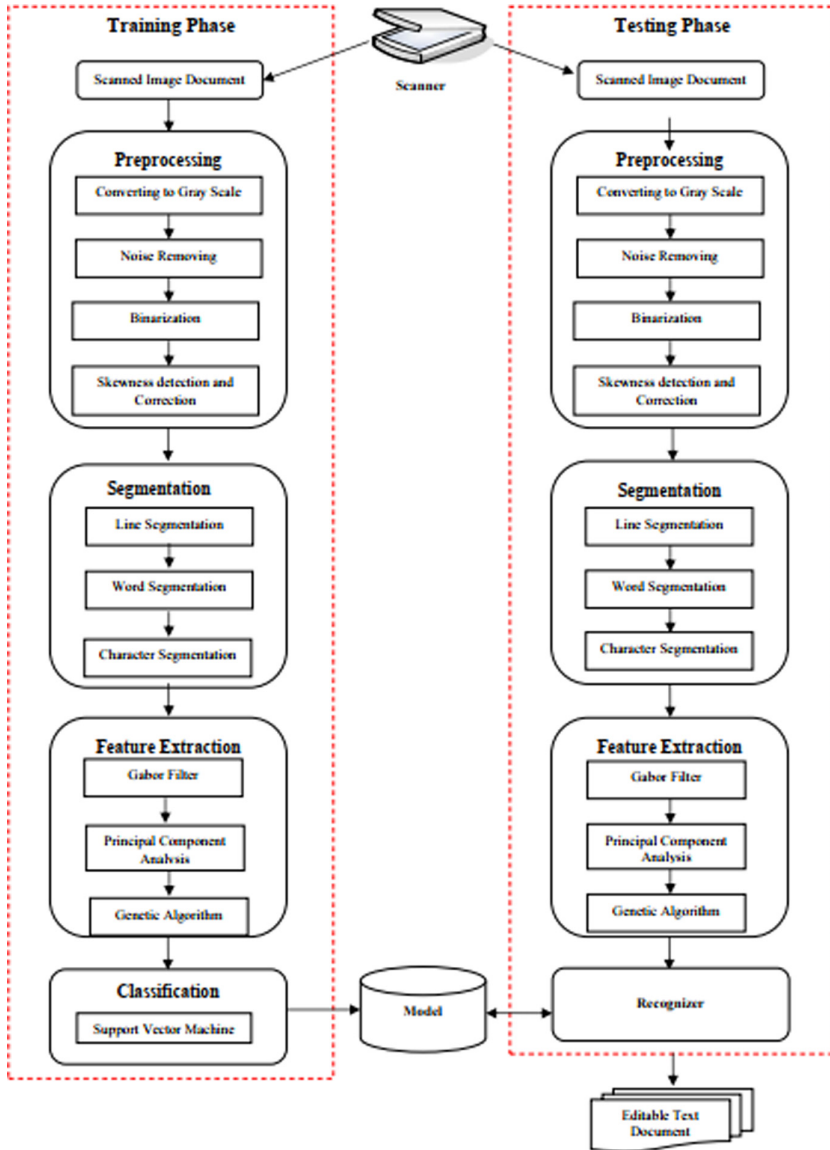 Training Phase
Scanned Image Document
Preprocessing
Converting to Gray Scale
Noise Removing
Binarization
Skewness detection and
Correction
Segmentation
Line Segmentation
Word Segmentation
Character Segmentation
Feature Extraction
Gabor Filter
Principal Component
Analysis
Genetic Algorithm
Classification
Support Vector Machine
Scanner
Model
Testing Phase
Scanned Image Document
Preprocessing
Converting to Gray Scale
Noise Removing
Binarization
Skewness detection and
Correction
Segmentation
Line Segmentation
Word Segmentation
Character Segmentation
Feature Extraction
Gabor Filter
Principal Component
Analysis
Genetic Algorithm
Recognizer
Editable Text
Document